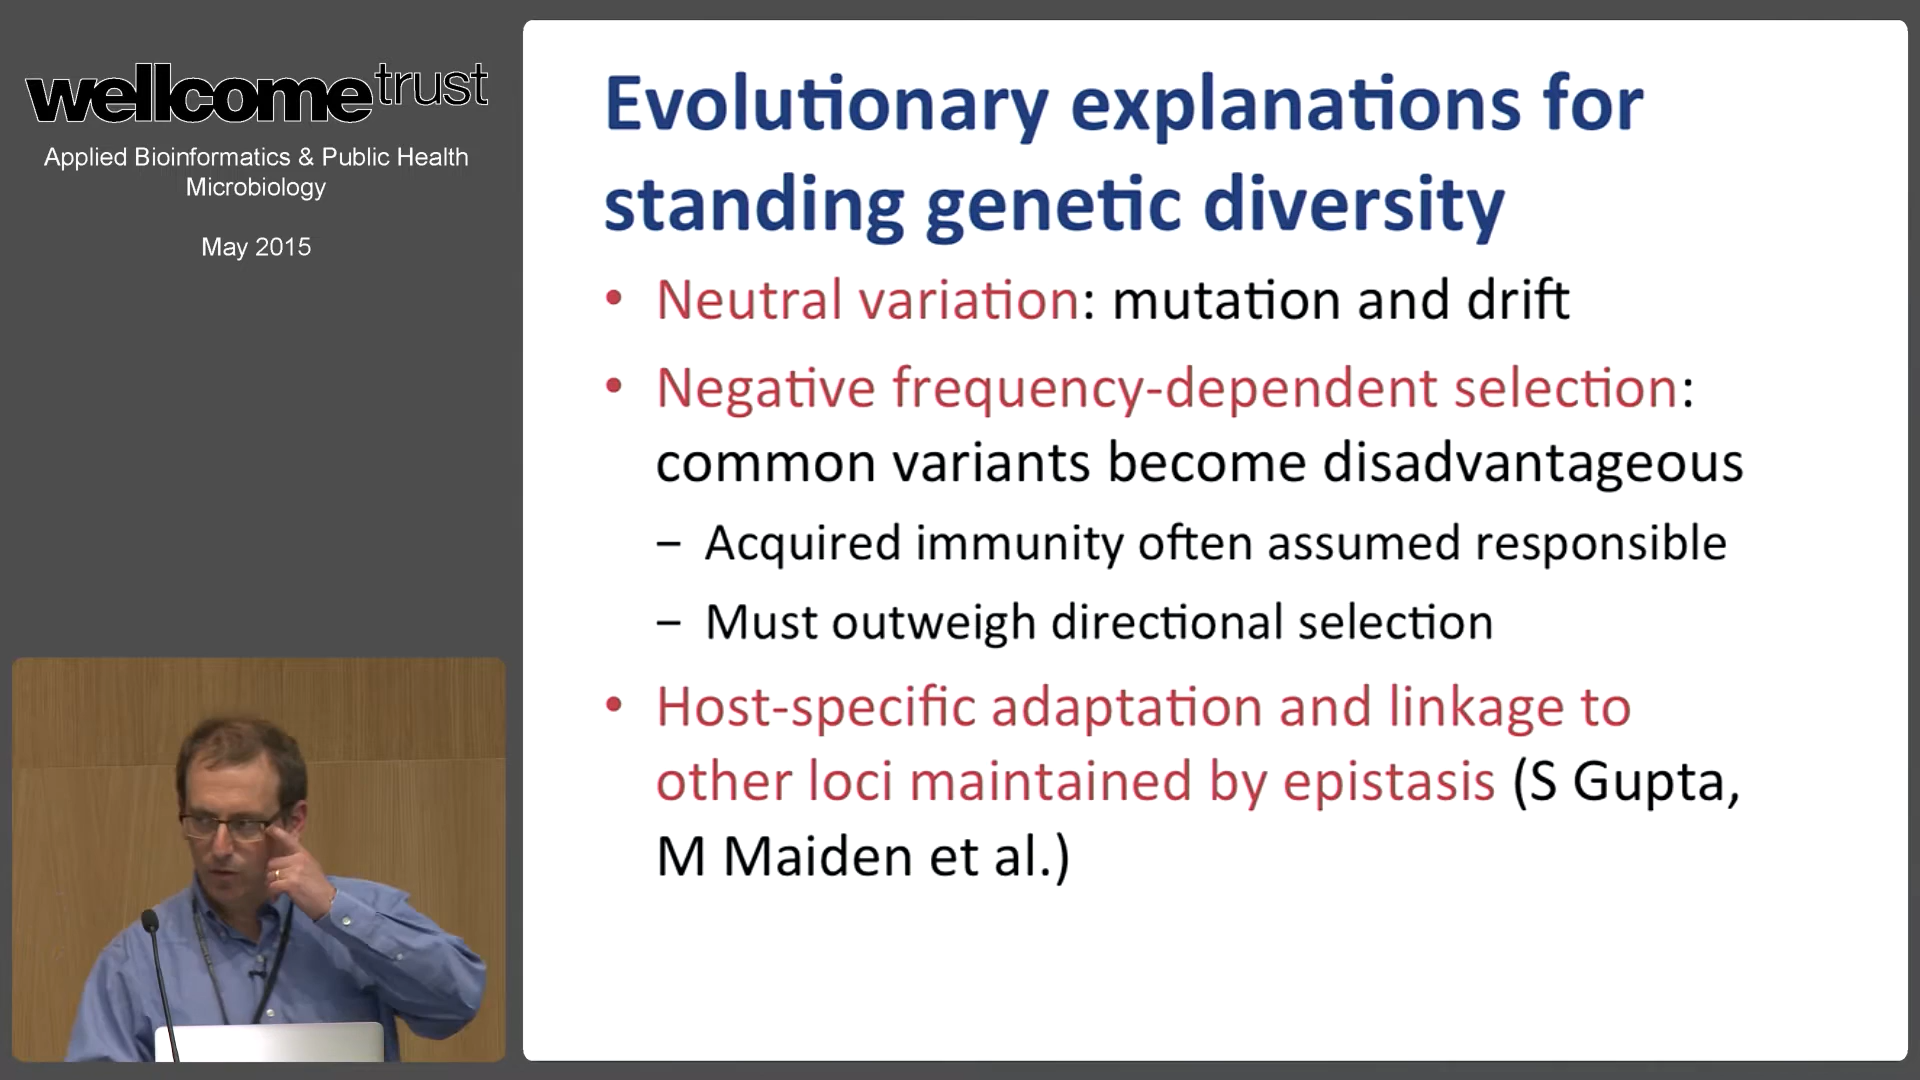 wellcometrust
Applied Bioinformatics & Public Health
Microbiology
May 2015
Evolutionary explanations for
standing genetic diversity
• Neutral variation: mutation and drift
• Negative frequency-dependent selection:
common variants become disadvantageous
– Acquired immunity often assumed responsible
– Must outweigh directional selection
• Host-specific adaptation and linkage to
other loci maintained by epistasis (S Gupta,
M Maiden et al.)